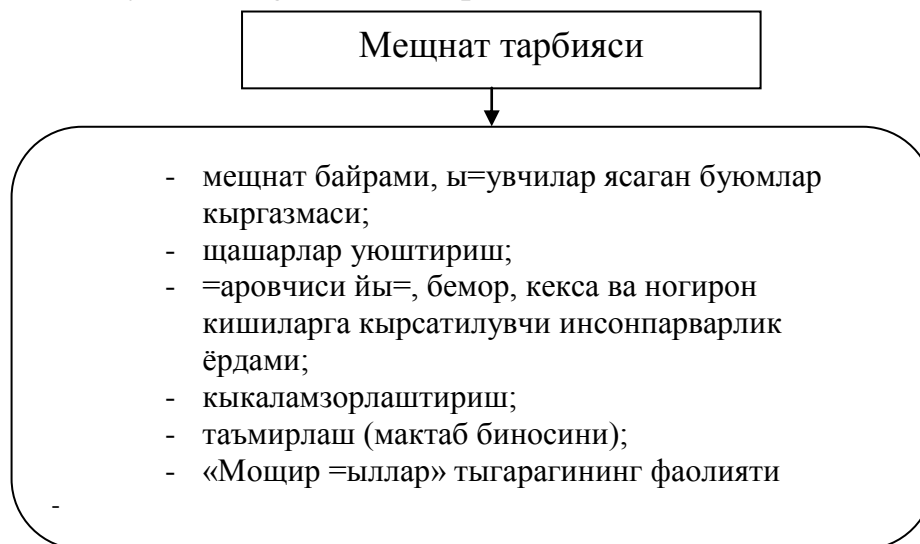 Мещнат тарбияси
- мещнат байрами, ы=увчилар ясаган буюмлар
кыргазмаси;
- щашарлар уюштириш;
- =аровчиси йы=, бемор, кекса ва ногирон
кишиларга кырсатилувчи инсонпарварлик
ёрдами;
- кыкаламзорлаштириш;
- таъмирлаш (мактаб биносини);
- «Мощир =ыллар» тыгарагининг фаолияти
-